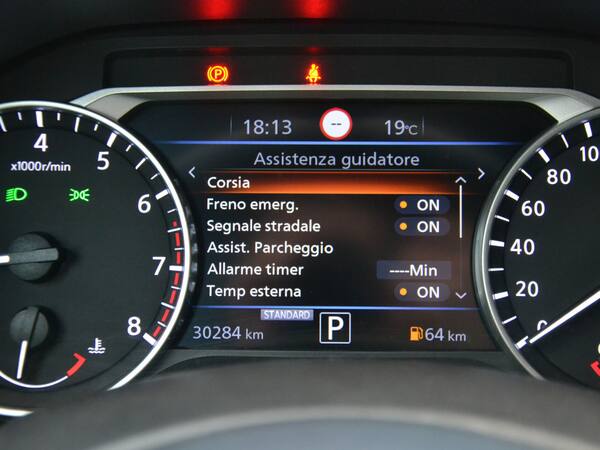 P
18:13 -- 19°C
Assistenza guidatore
Corsia
Freno emerg. ON
Segnale stradale ON
Assist. Parcheggio
Allarme timer ----Min
Temp esterna ON
STANDARD
30284 km P 64 km
4
x1000r/min 5
6
7
8
100
80
60
40
20
0